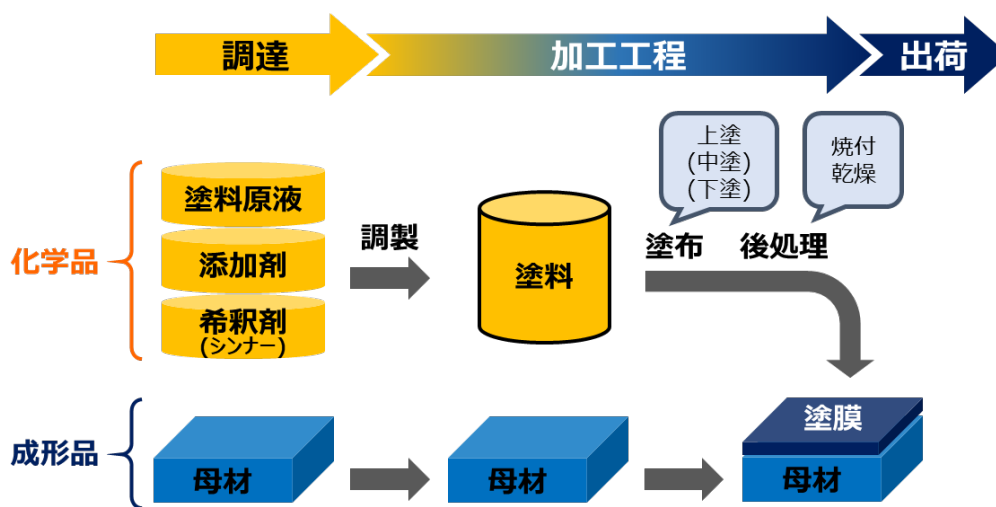 調達
加工工程
出荷
上塗
(中塗)
(下塗)
焼付
乾燥
化学品
塗料原液
添加剤
希釈剤
(シンナー)
調製
塗料
塗布
後処理
成形品
母材
母材
塗膜
母材